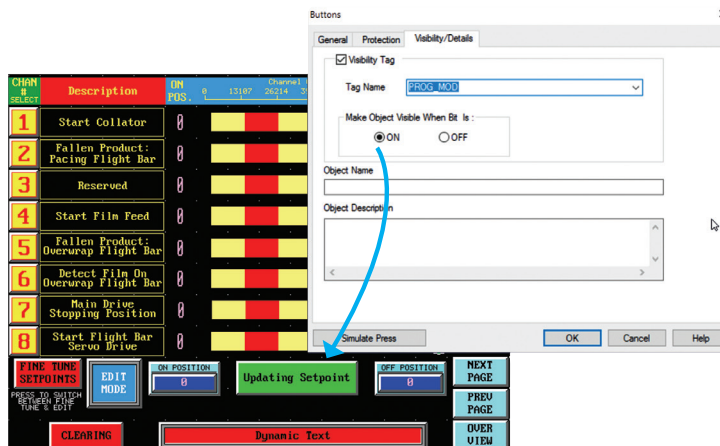 Buttons
General Protection Visibility/Details
Visibility Tag
Tag Name PROG_MOD
Make Object Visible When Bit Is :
ON OFF
Object Name
Object Description
Simulate Press OK Cancel Help
CHAN # SELECT Description ON POS. Channel
0 13107 26214
1 Start Collator 0
2 Fallen Product: Pacing Flight Bar 0
3 Reserved 0
4 Start Film Feed 0
5 Fallen Product: Overwrap Flight Bar 0
6 Detect Film On Overwrap Flight Bar 0
7 Main Drive Stopping Position 0
8 Start Flight Bar Servo Drive 0
FINE TUNE SETPOINTS
PRESS TO SWITCH BETWEEN FINE TUNE & EDIT
EDIT MODE
ON POSITION
0
Updating Setpoint
OFF POSITION
0
NEXT PAGE
PREV PAGE
CLEARING
Dynamic Text
OVER VIEW